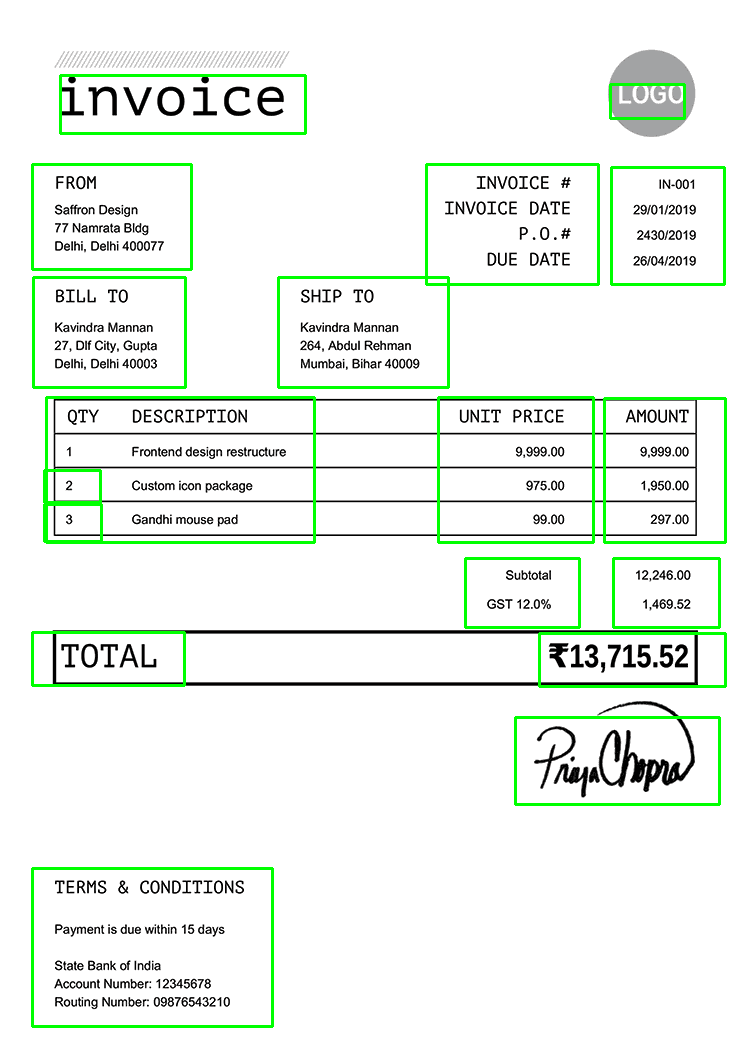 invoice
LOGO
FROM
Saffron Design
77 Namrata Bldg
Delhi, Delhi 400077
INVOICE # IN-001
INVOICE DATE 29/01/2019
P.O.# 2430/2019
DUE DATE 26/04/2019
BILL TO
Kavindra Mannan
27, Dlf City, Gupta
Delhi, Delhi 40003
SHIP TO
Kavindra Mannan
264, Abdul Rehman
Mumbai, Bihar 40009
QTY DESCRIPTION UNIT PRICE AMOUNT
1 Frontend design restructure 9,999.00 9,999.00
2 Custom icon package 975.00 1,950.00
3 Gandhi mouse pad 99.00 297.00
Subtotal 12,246.00
GST 12.0% 1,469.52
TOTAL ₹13,715.52
Priya Chopra
TERMS & CONDITIONS
Payment is due within 15 days
State Bank of India
Account Number: 12345678
Routing Number: 09876543210